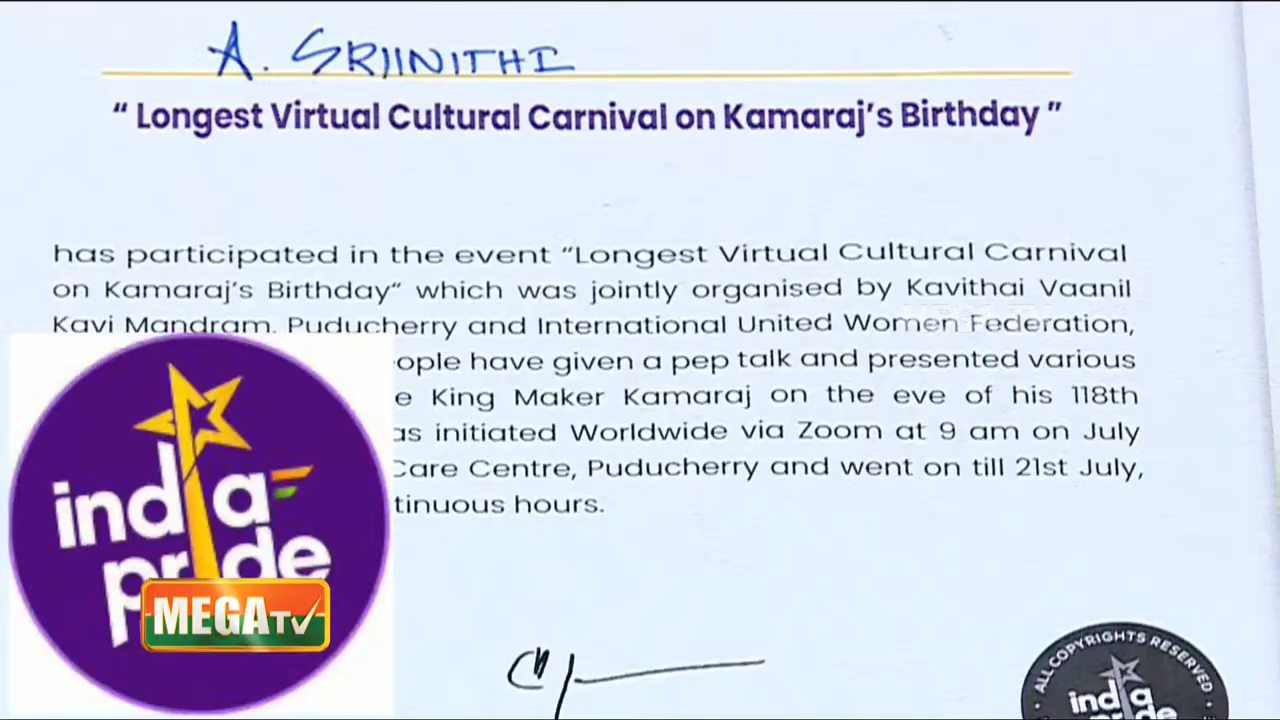 A. SRIINITHI
“ Longest Virtual Cultural Carnival on Kamaraj’s Birthday ”
has participated in the event “Longest Virtual Cultural Carnival
on Kamaraj’s Birthday“ which was jointly organised by Kavithai Vaanil
Kavi Mandram, Puducherry and International United Women Federation,
have given a pep talk and presented various
King Maker Kamaraj on the eve of his 118th
initiated Worldwide via Zoom at 9 am on July
Care Centre, Puducherry and went on till 21st July,
hours.
india
pride
MEGA TV
ALL COPYRIGHTS RESERVED
india
pride